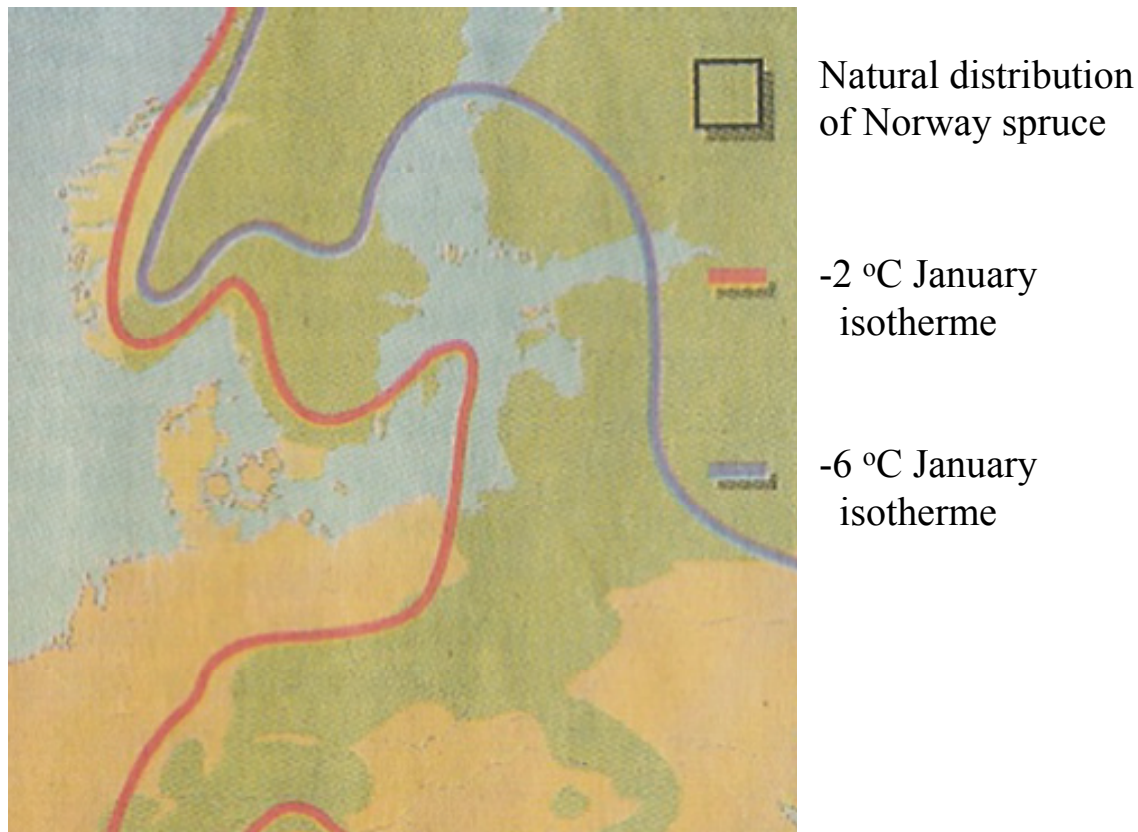 Natural distribution
of Norway spruce
-2 °C January
isotherme
-6 °C January
isotherme